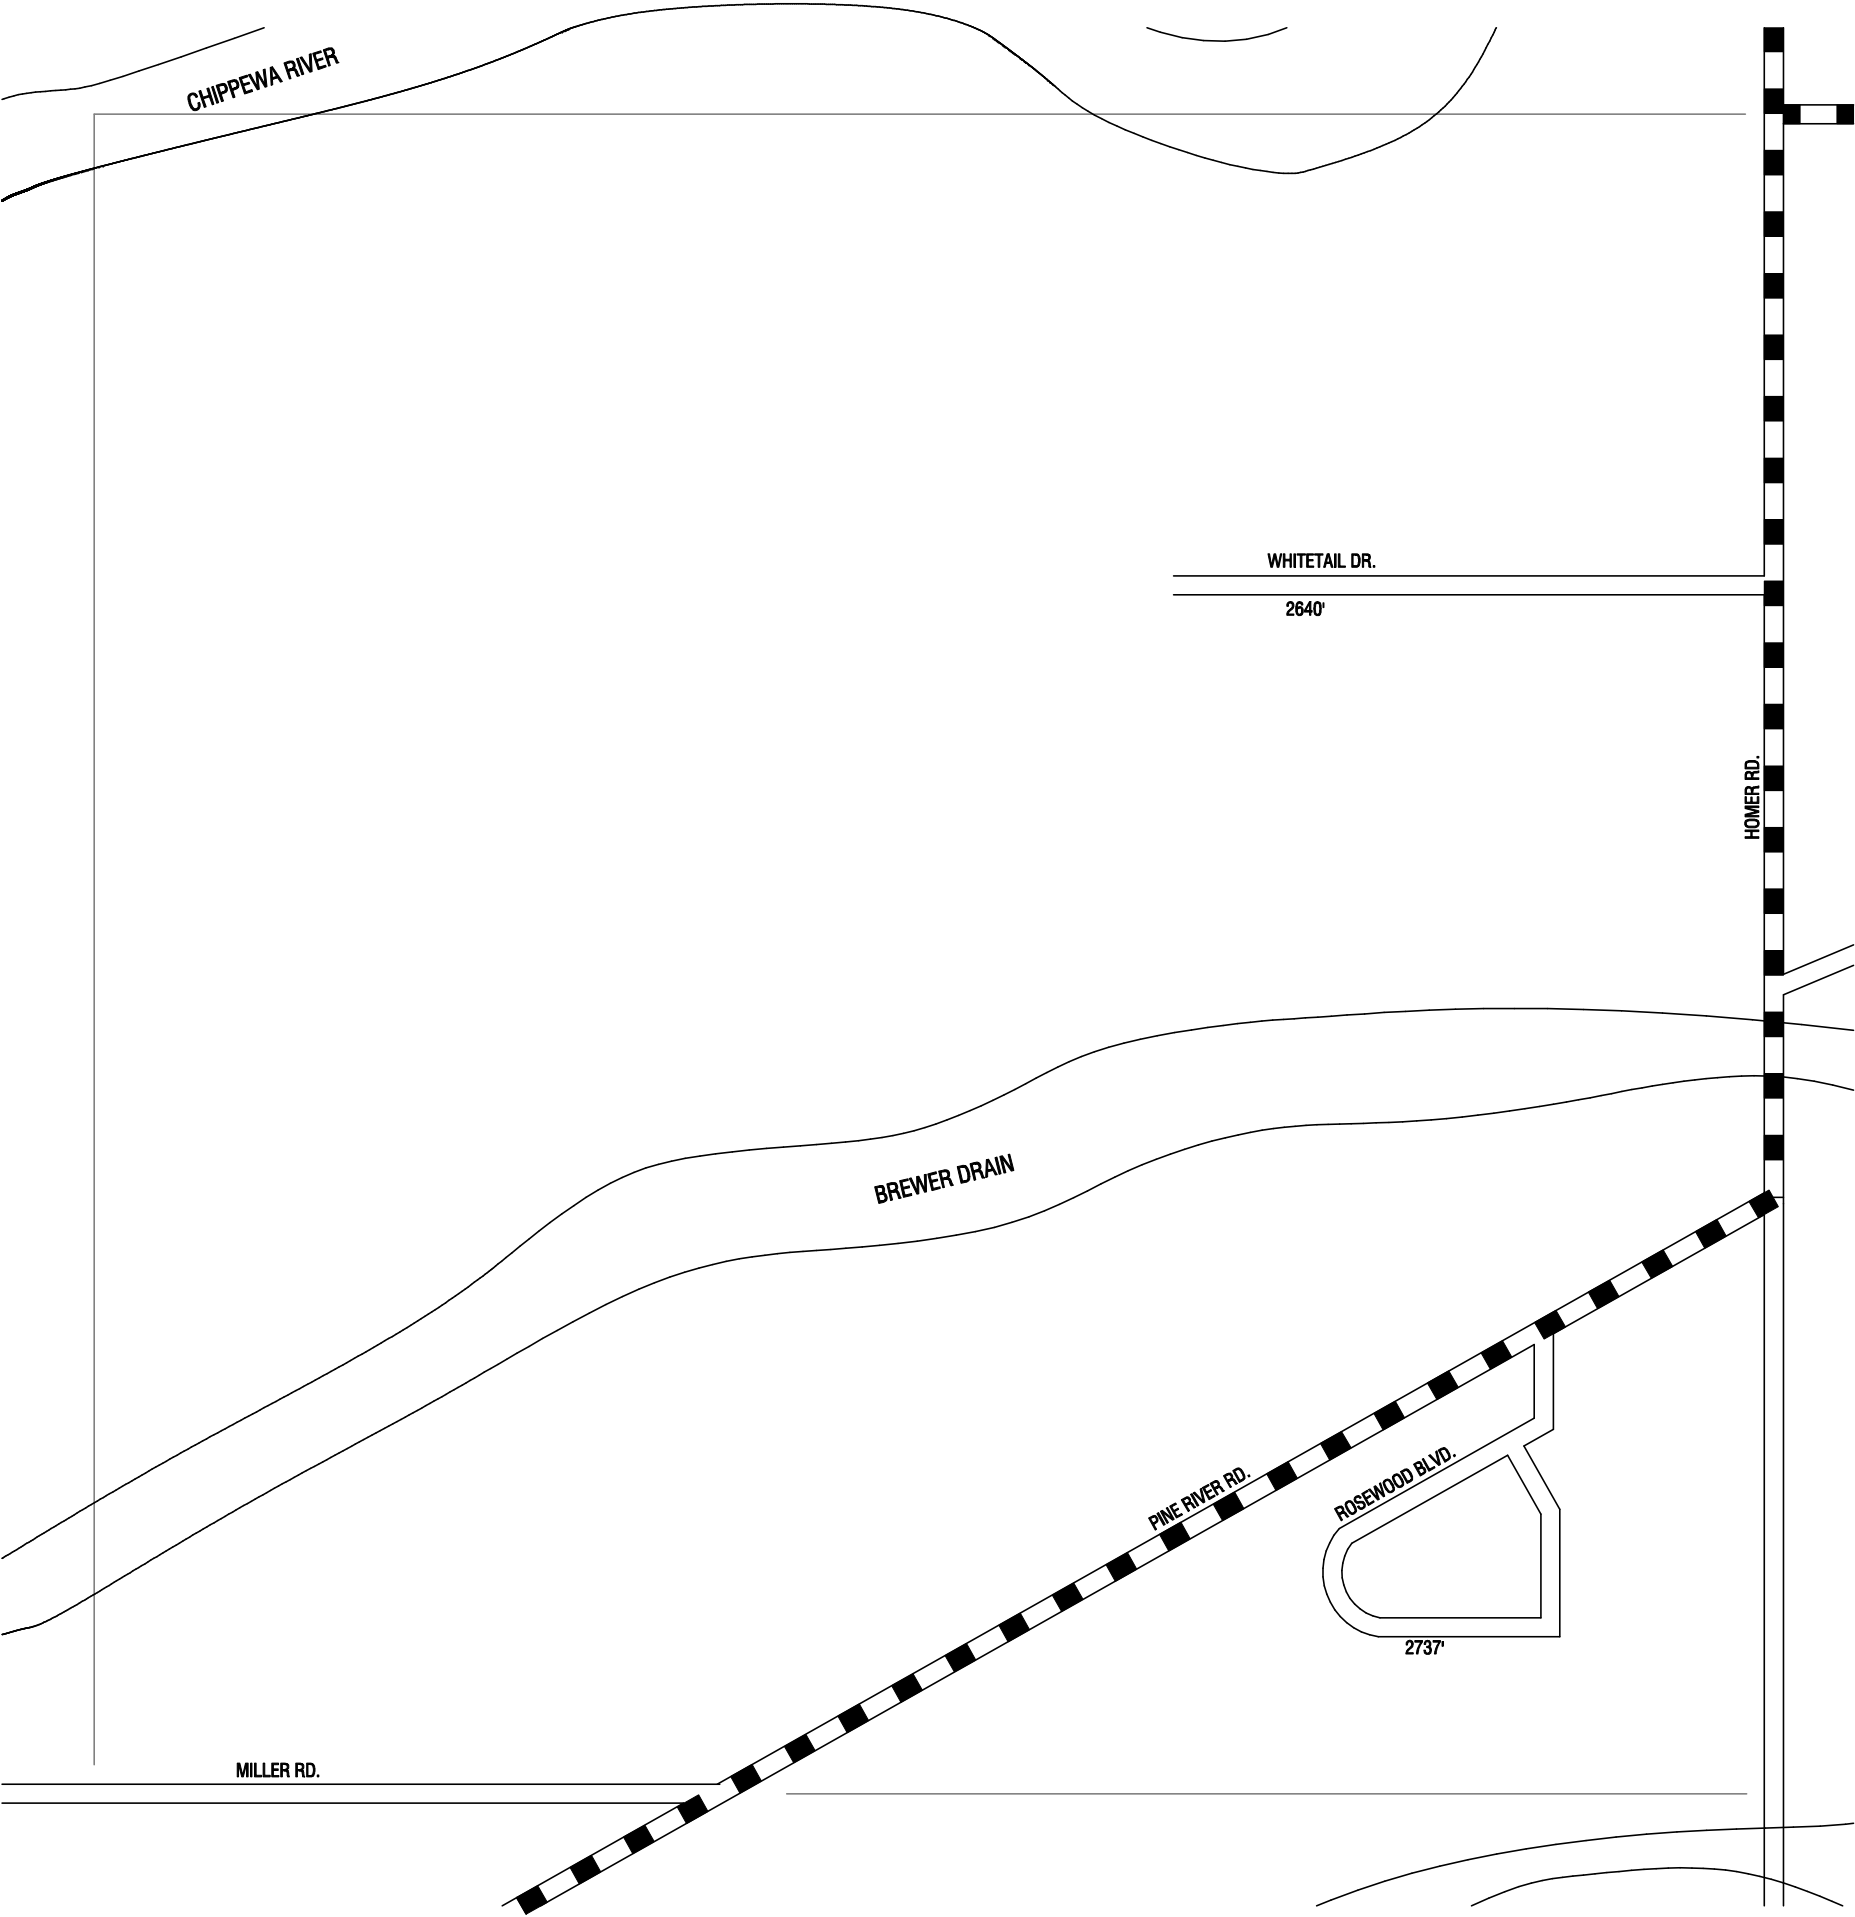 CHIPPEWA RIVER
WHITETAIL DR.
2640'
HOMER RD.
BREWER DRAIN
PINE RIVER RD.
ROSEWOOD BLVD.
2737'
MILLER RD.